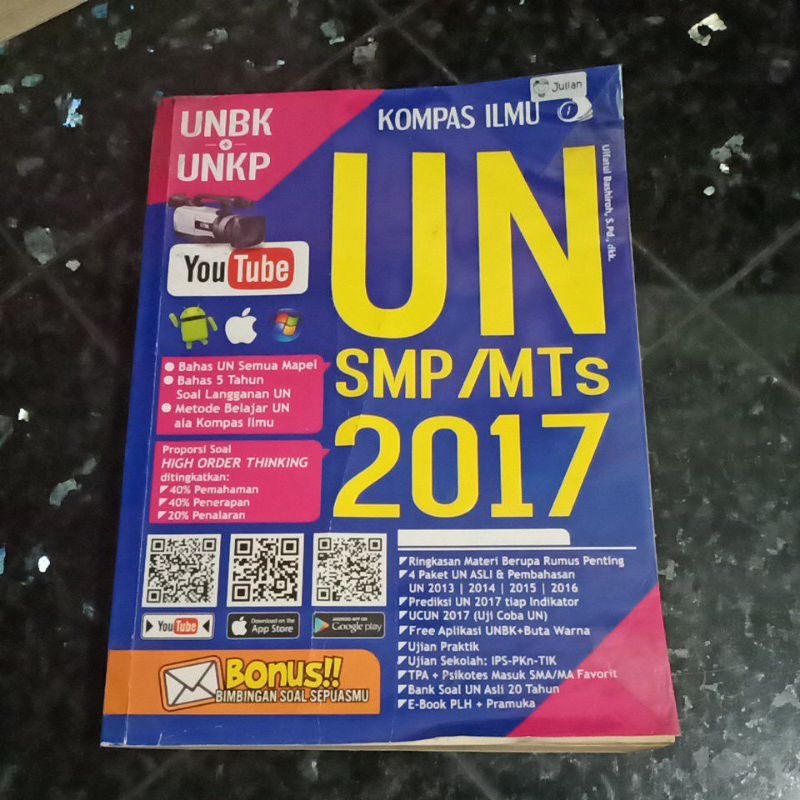 Julian
UNBK
+
UNKP
KOMPAS ILMU
Ulfatul Bashiroh, S.Pd., dkk.
UN
SMP/MTs
2017
YouTube
Bahas UN Semua Mapel
Bahas 5 Tahun
Soal Langganan UN
Metode Belajar UN
ala Kompas Ilmu
Proporsi Soal
HIGH ORDER THINKING
ditingkatkan:
40% Pemahaman
40% Penerapan
20% Penalaran
YouTube
Download on the
App Store
ANDROID APP ON
Google play
Bonus!!
BIMBINGAN SOAL SEPUASMU
Ringkasan Materi Berupa Rumus Penting
4 Paket UN ASLI & Pembahasan
UN 2013 | 2014 | 2015 | 2016
Prediksi UN 2017 tiap Indikator
UCUN 2017 (Uji Coba UN)
Free Aplikasi UNBK+Buta Warna
Ujian Praktik
Ujian Sekolah: IPS-PKn-TIK
TPA + Psikotes Masuk SMA/MA Favorit
Bank Soal UN Asli 20 Tahun
E-Book PLH + Pramuka